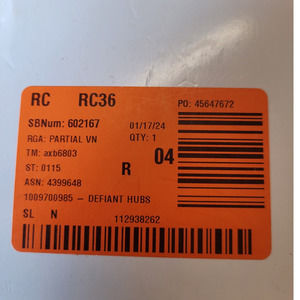 RC RC36
PO: 45647672
SBNum: 602167 01/17/24
RGA: PARTIAL VN QTY: 1
TM: axb6803 04
ST: 0115 R
ASN: 4399648
1009700985 - DEFIANT HUBS
SL N 112938262